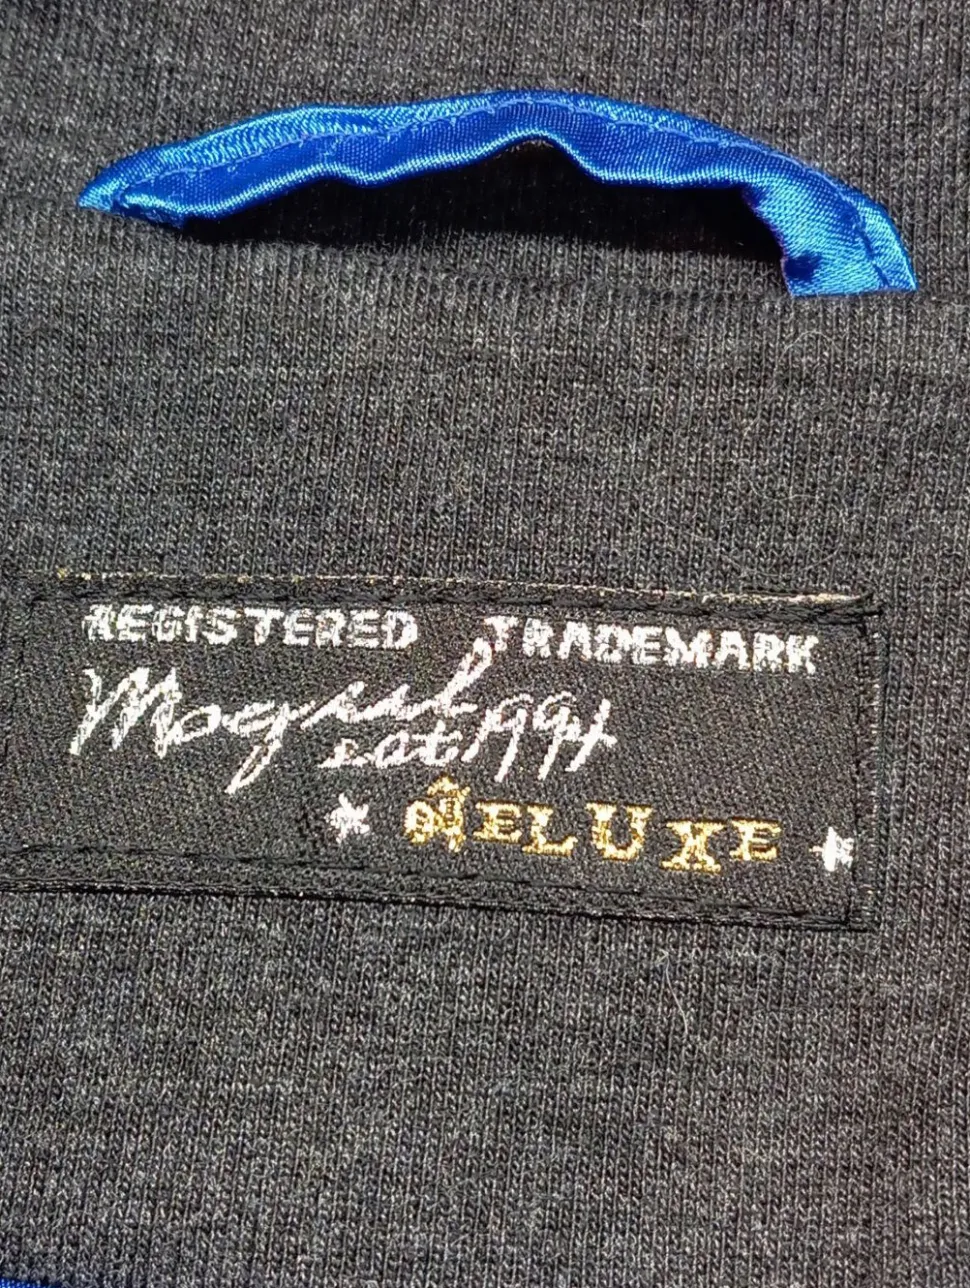 REGISTERED TRADEMARK
Mogul
est 1994
DELUXE